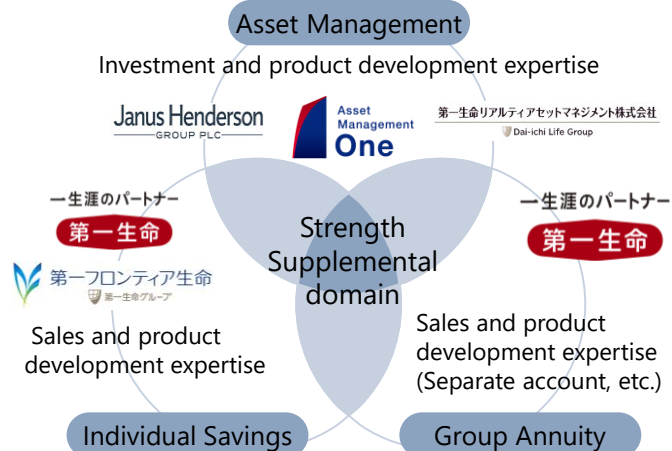 Asset Management
Investment and product development expertise
Janus Henderson
GROUP PLC
Asset
Management
One
第一生命リアルティアセットマネジメント株式会社
Dai-ichi Life Group
一生涯のパートナー
第一生命
第一フロンティア生命
第一生命グループ
Sales and product
development expertise
Strength
Supplemental
domain
一生涯のパートナー
第一生命
Sales and product
development expertise
(Separate account, etc.)
Individual Savings
Group Annuity